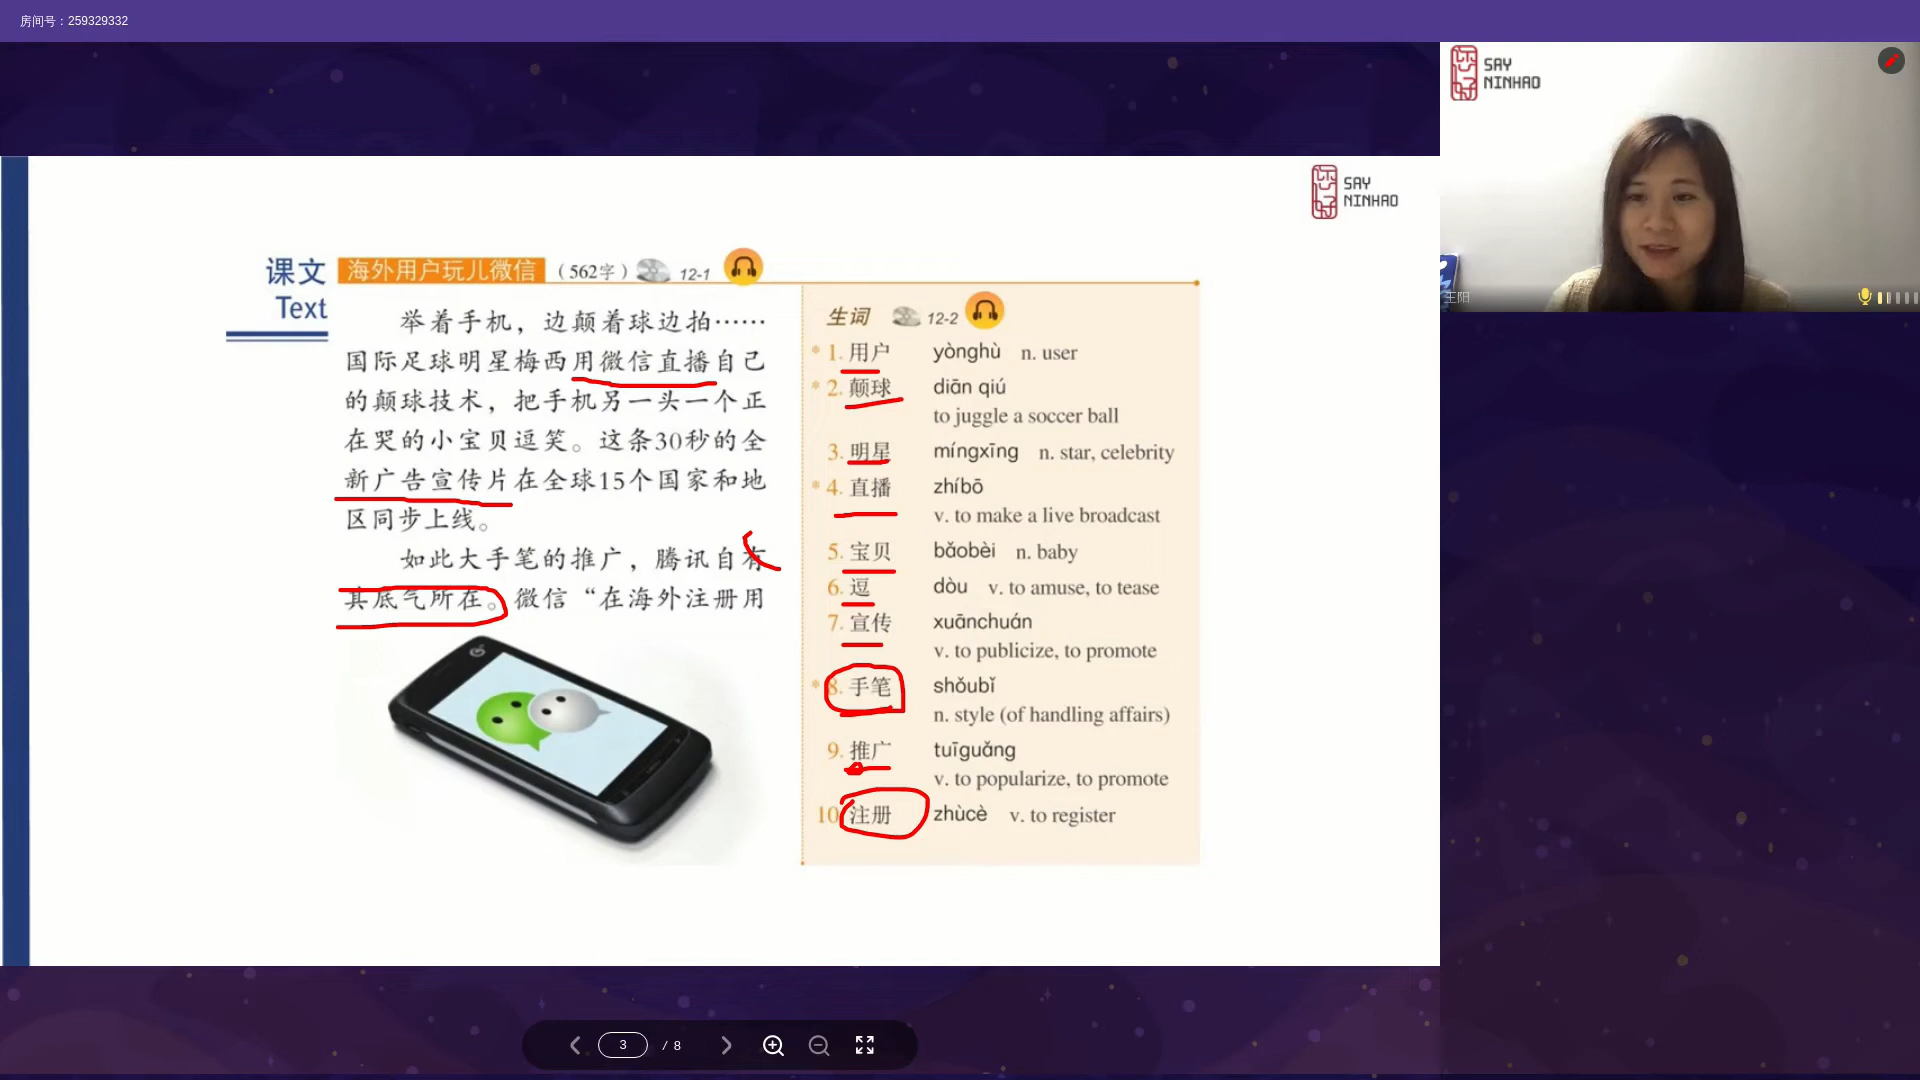 房间号：259329332
SAY
NINHAO
王阳
SAY
NINHAO
课文
Text
海外用户玩儿微信（562字） 12-1
举着手机，边颠着球边拍……
国际足球明星梅西用微信直播自己
的颠球技术，把手机另一头一个正
在哭的小宝贝逗笑。这条30秒的全
新广告宣传片在全球15个国家和地
区同步上线。
如此大手笔的推广，腾讯自有
其底气所在。微信“在海外注册用
生词 12-2
* 1. 用户 yònghù n. user
* 2. 颠球 diān qiú
to juggle a soccer ball
3. 明星 míngxīng n. star, celebrity
* 4. 直播 zhíbō
v. to make a live broadcast
5. 宝贝 bǎobèi n. baby
6. 逗 dòu v. to amuse, to tease
7. 宣传 xuānchuán
v. to publicize, to promote
* 8. 手笔 shǒubǐ
n. style (of handling affairs)
9. 推广 tuīguǎng
v. to popularize, to promote
10. 注册 zhùcè v. to register
3 / 8